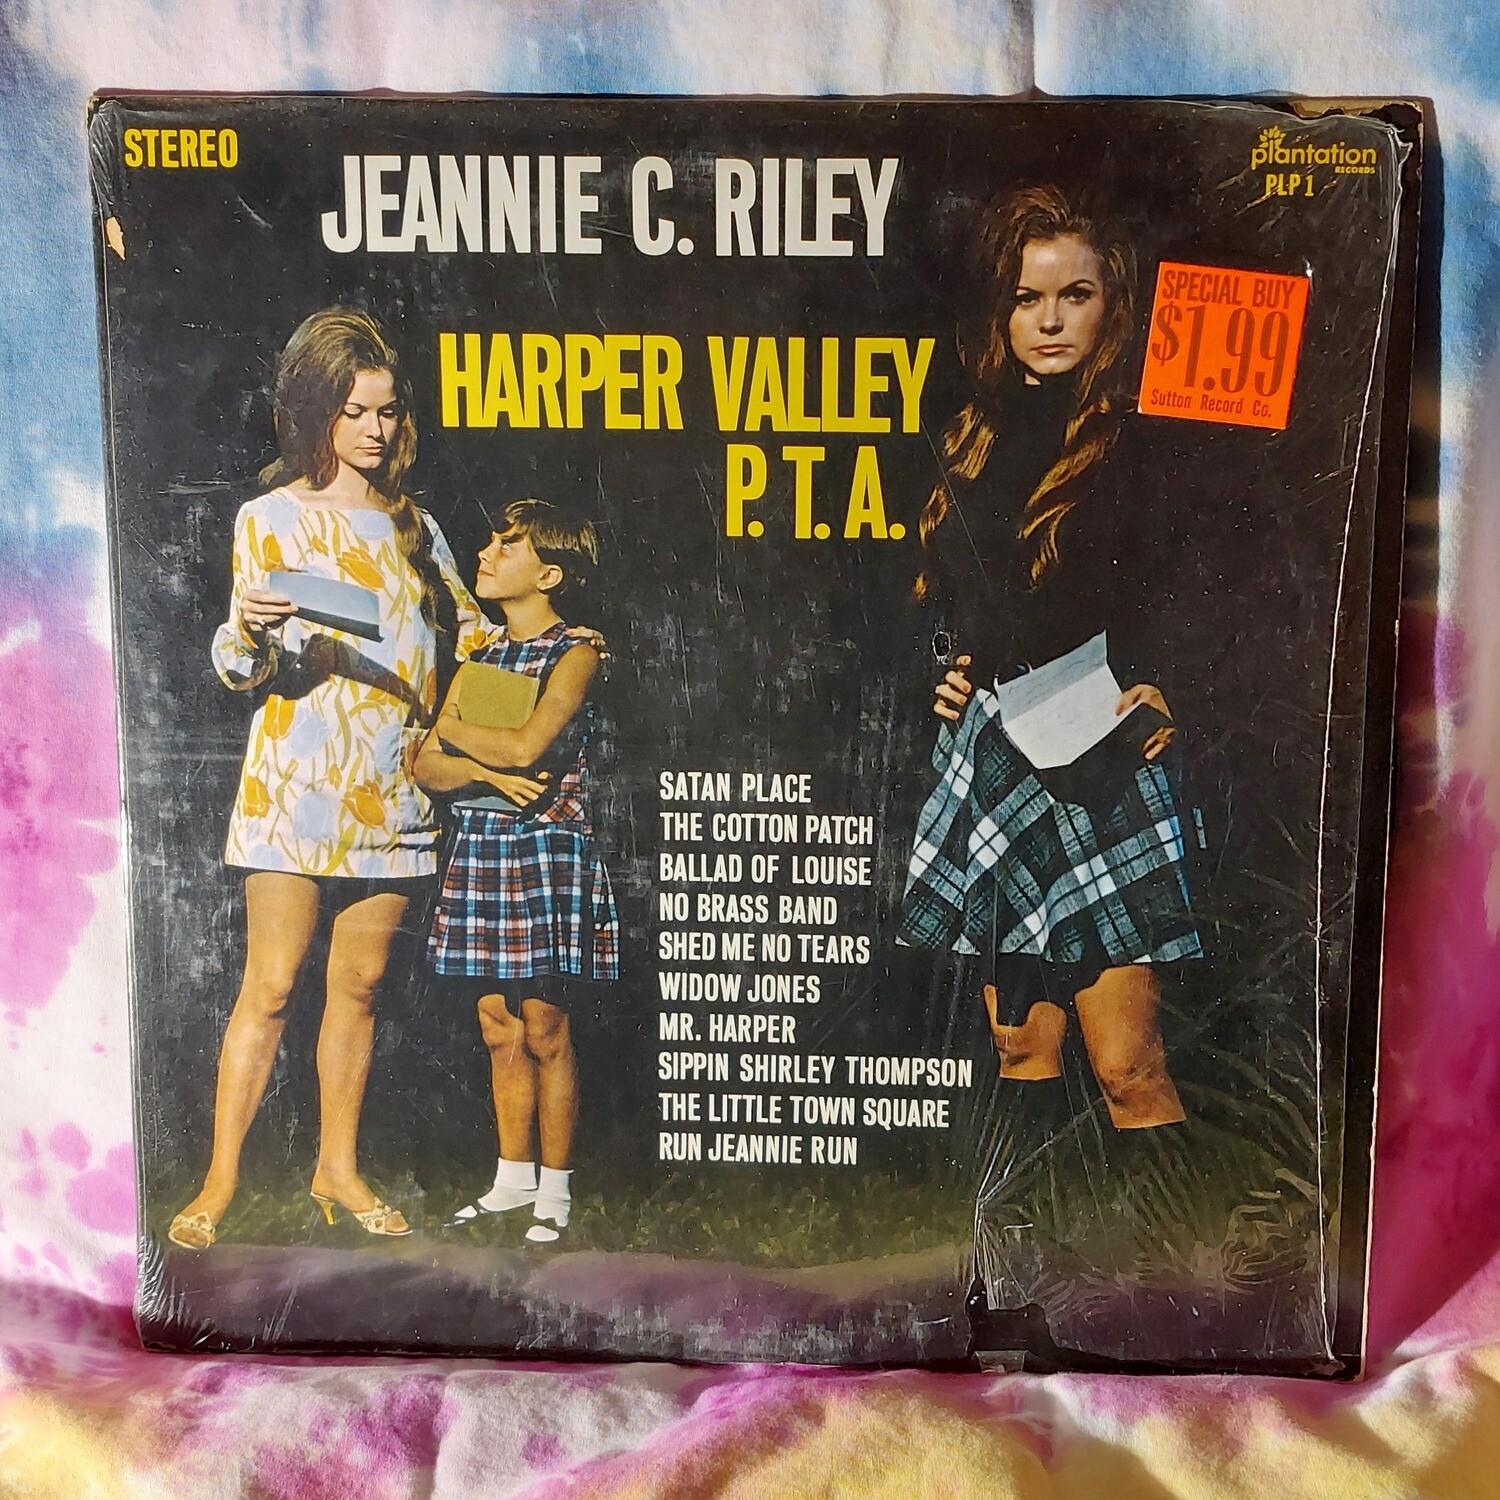 STEREO
JEANNIE C. RILEY
plantation
RECORDS
PLP 1
HARPER VALLEY
P.T.A.
SPECIAL BUY
$1.99
Sutton Record Co.
SATAN PLACE
THE COTTON PATCH
BALLAD OF LOUISE
NO BRASS BAND
SHED ME NO TEARS
WIDOW JONES
MR. HARPER
SIPPIN SHIRLEY THOMPSON
THE LITTLE TOWN SQUARE
RUN JEANNIE RUN